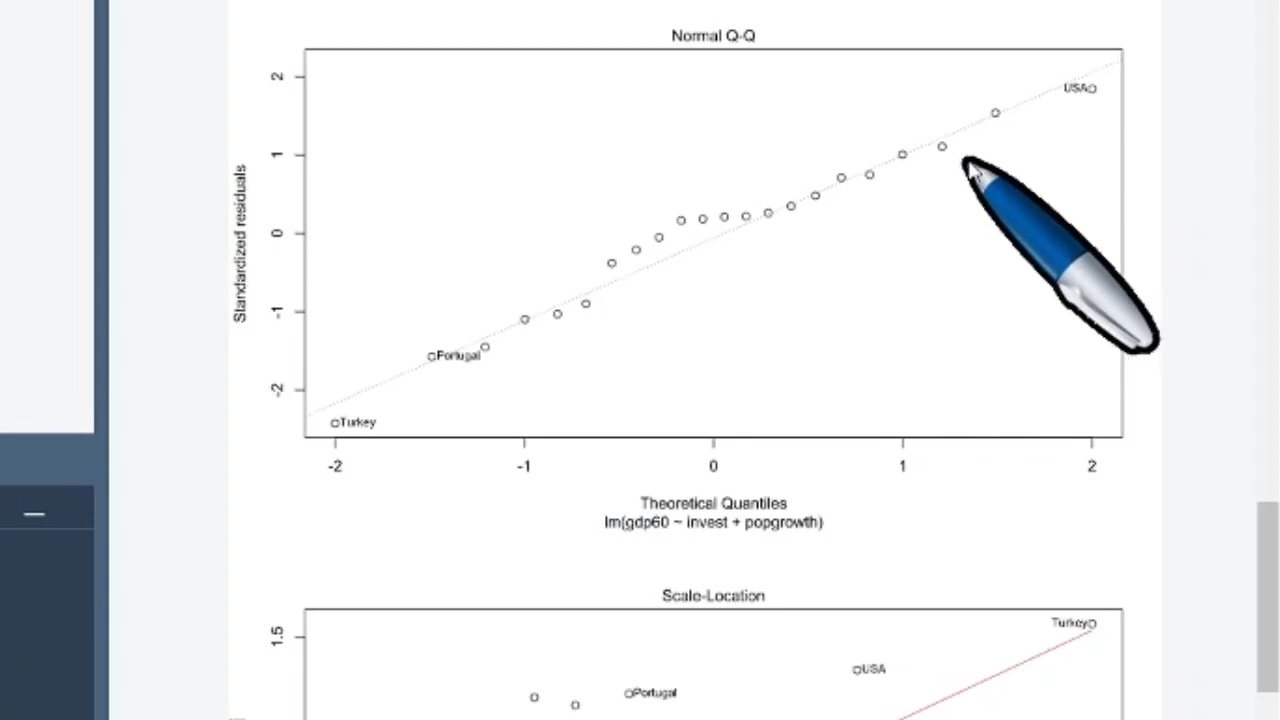 Normal Q-Q
2
USA
1
Standardized residuals
0
-1
Portugal
-2
Turkey
-2 -1 0 1 2
Theoretical Quantiles
lm(gdp60 ~ invest + popgrowth)
Scale-Location
Turkey
1.5
USA
Portugal